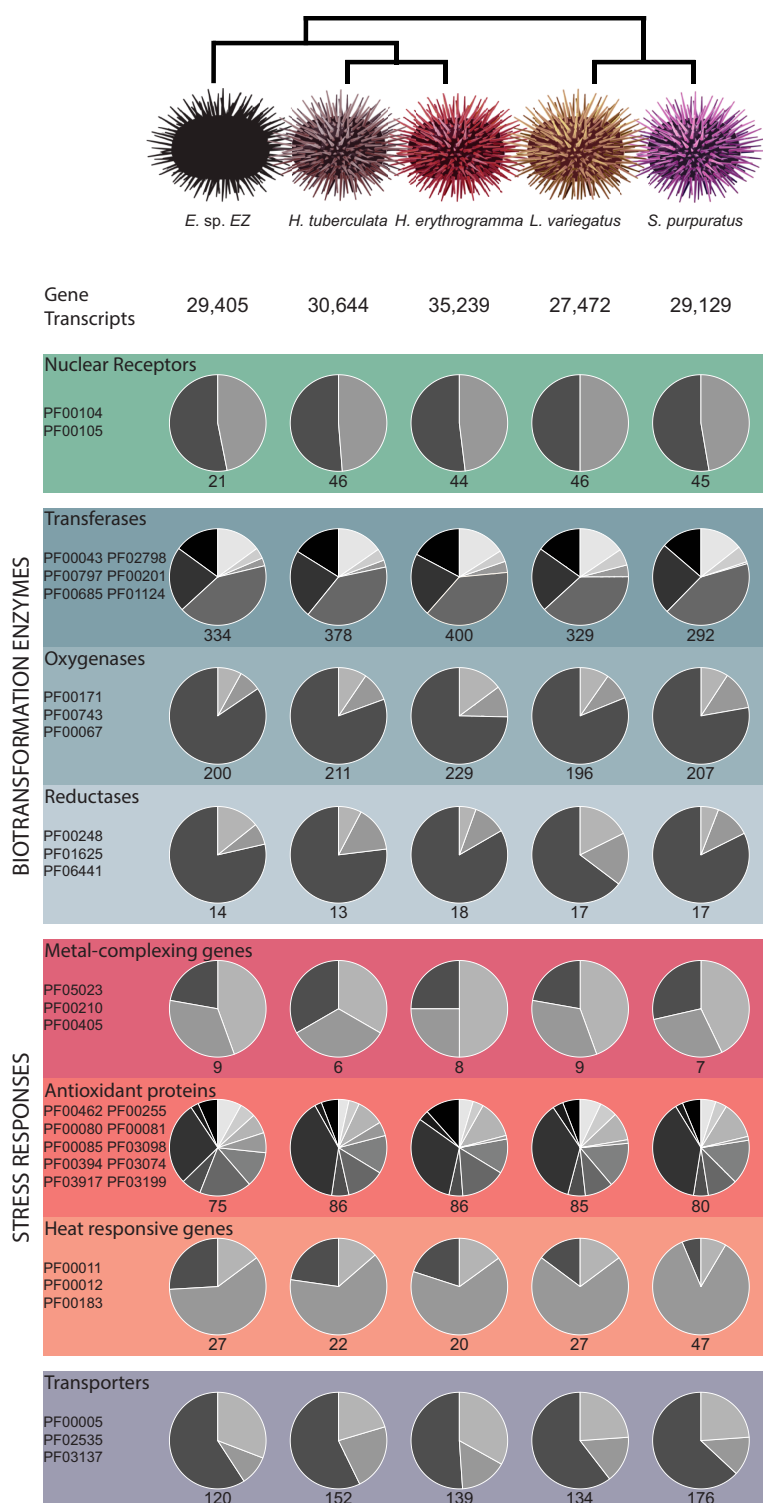 E. sp. EZ H. tuberculata H. erythrogramma L. variegatus S. purpuratus
Gene
Transcripts
29,405 30,644 35,239 27,472 29,129
Nuclear Receptors
PF00104
PF00105
21 46 44 46 45
BIOTRANSFORMATION ENZYMES
Transferases
PF00043 PF02798
PF00797 PF00201
PF00685 PF01124
334 378 400 329 292
Oxygenases
PF00171
PF00743
PF00067
200 211 229 196 207
Reductases
PF00248
PF01625
PF06441
14 13 18 17 17
STRESS RESPONSES
Metal-complexing genes
PF05023
PF00210
PF00405
9 6 8 9 7
Antioxidant proteins
PF00462 PF00255
PF00080 PF00081
PF00085 PF03098
PF00394 PF03074
PF03917 PF03199
75 86 86 85 80
Heat responsive genes
PF00011
PF00012
PF00183
27 22 20 27 47
Transporters
PF00005
PF02535
PF03137
120 152 139 134 176